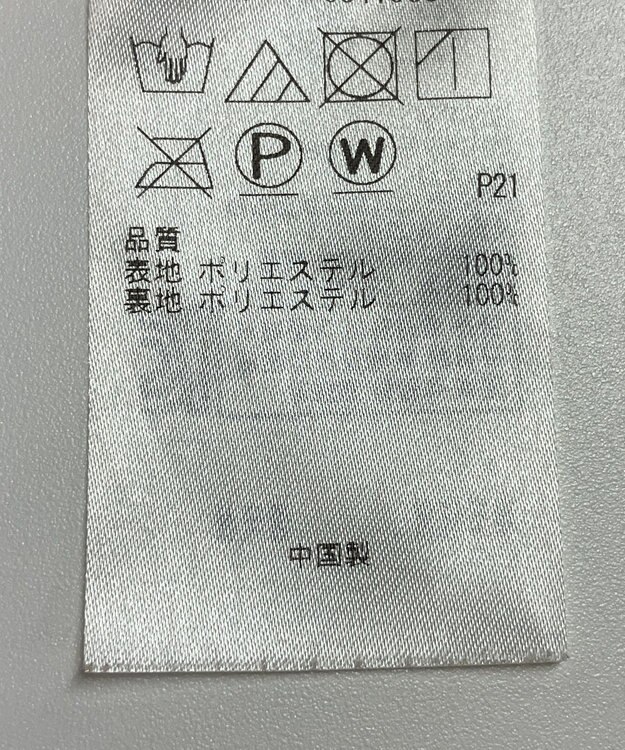 P W
P21
品質
表地 ポリエステル 100%
裏地 ポリエステル 100%
中国製